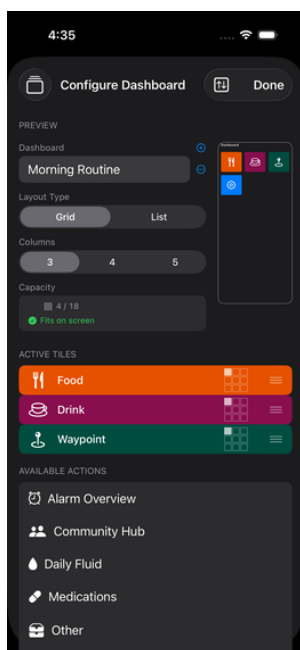 4:35
Configure Dashboard
Done
PREVIEW
Dashboard
Dashboard
Morning Routine
Layout Type
Grid
List
Columns
3
4
5
Capacity
4 / 18
Fits on screen
ACTIVE TILES
Food
Drink
Waypoint
AVAILABLE ACTIONS
Alarm Overview
Community Hub
Daily Fluid
Medications
Other